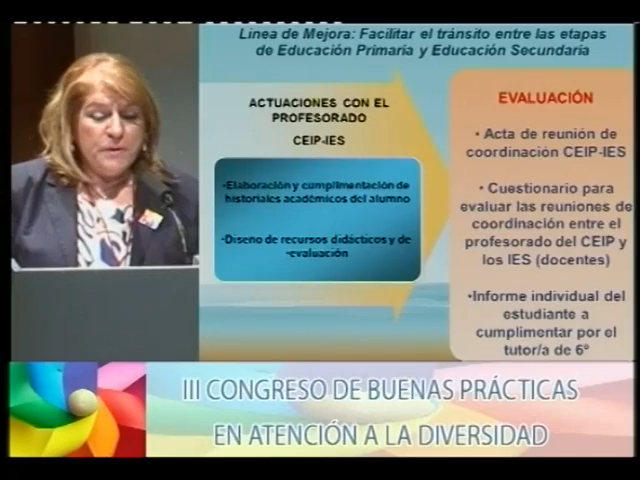 Línea de Mejora: Facilitar el tránsito entre las etapas
de Educación Primaria y Educación Secundaria
ACTUACIONES CON EL
PROFESORADO
CEIP-IES
•Elaboración y cumplimentación de
historiales académicos del alumno
•Diseño de recursos didácticos y de
•evaluación
EVALUACIÓN
• Acta de reunión de
coordinación CEIP-IES
• Cuestionario para
evaluar las reuniones de
coordinación entre el
profesorado del CEIP y
los IES (docentes)
•Informe individual del
estudiante a
cumplimentar por el
tutor/a de 6º
III CONGRESO DE BUENAS PRÁCTICAS
EN ATENCIÓN A LA DIVERSIDAD